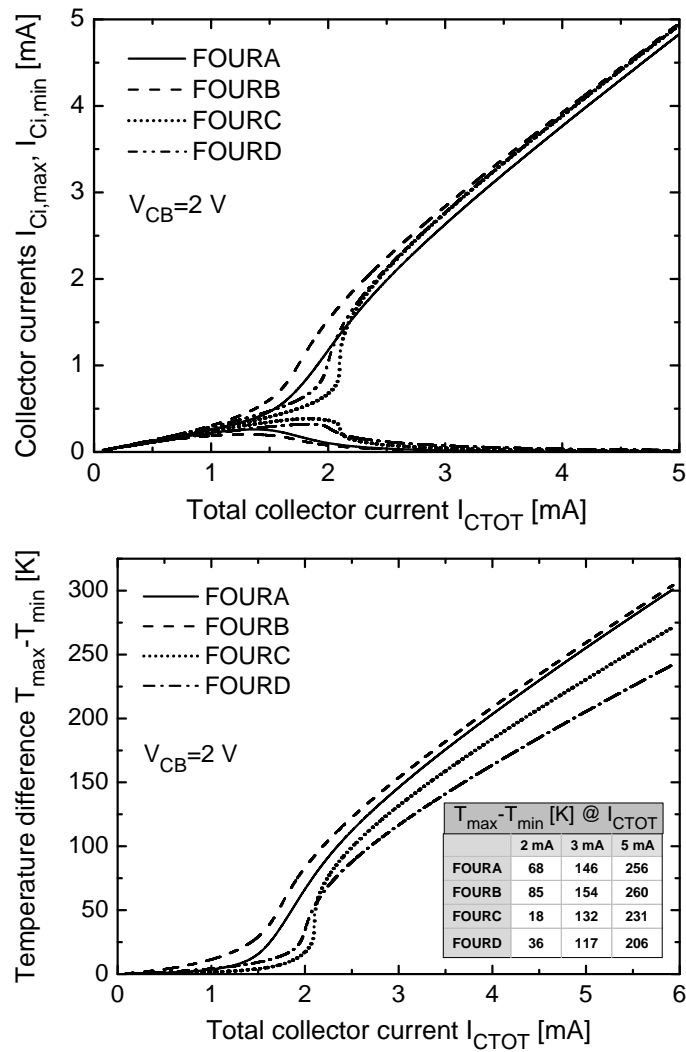 Collector currents I_Ci,max, I_Ci,min [mA]
5
4
3
2
1
0
FOURA
FOURB
FOURC
FOURD
V_CB=2 V
0 1 2 3 4 5
Total collector current I_CTOT [mA]
Temperature difference T_max-T_min [K]
300
250
200
150
100
50
0
FOURA
FOURB
FOURC
FOURD
V_CB=2 V
T_max-T_min [K] @ I_CTOT
2 mA 3 mA 5 mA
FOURA 68 146 256
FOURB 85 154 260
FOURC 18 132 231
FOURD 36 117 206
0 1 2 3 4 5 6
Total collector current I_CTOT [mA]